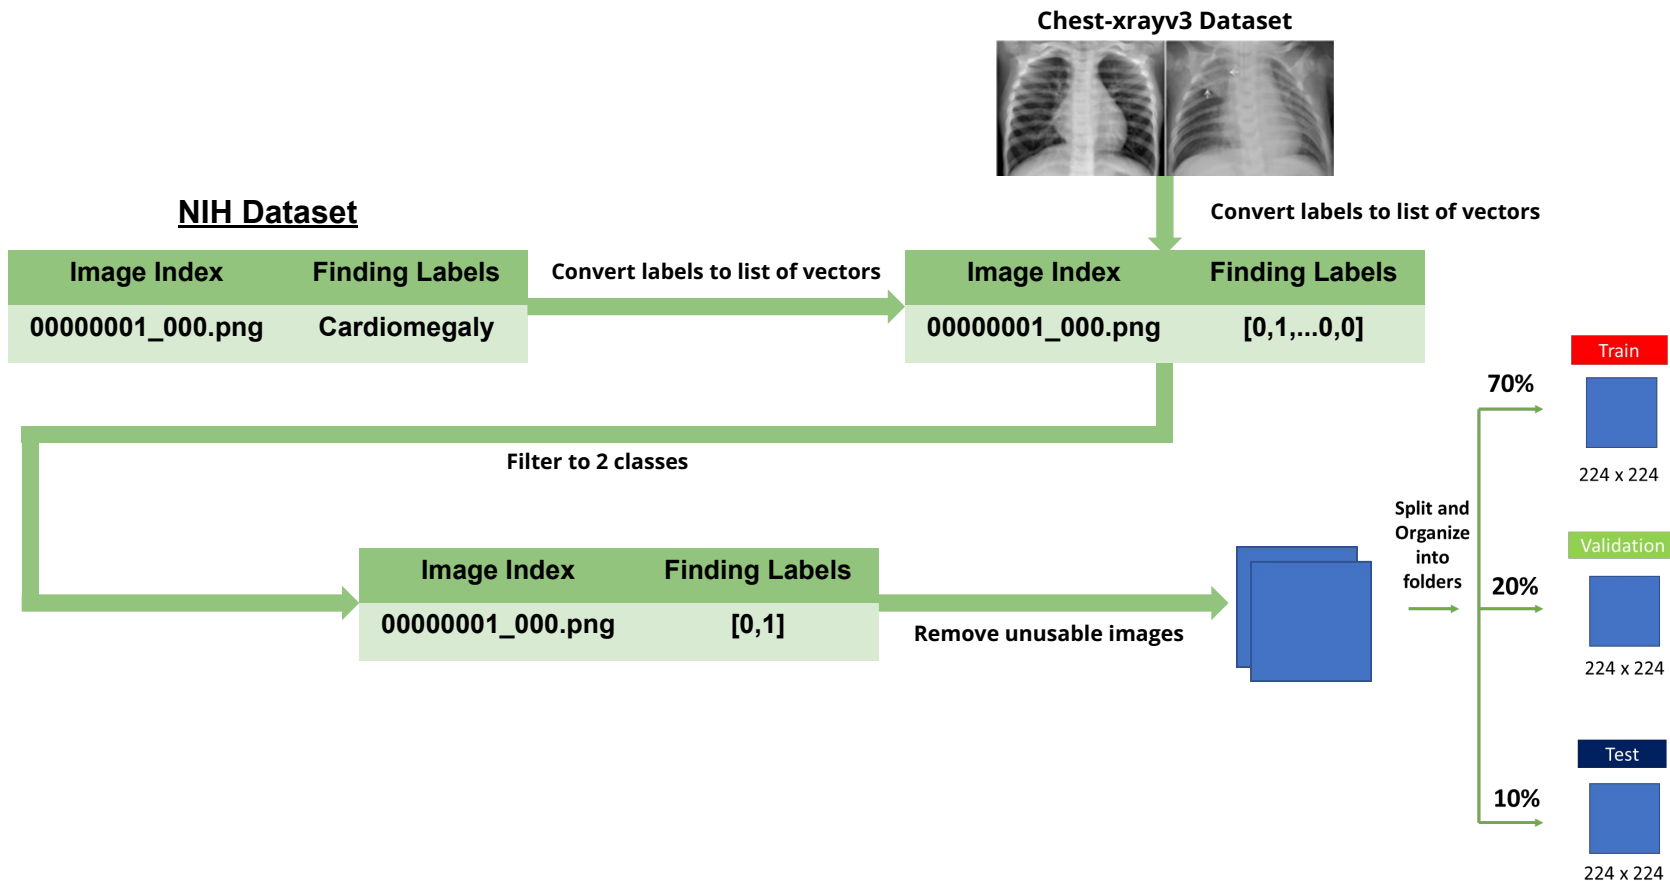 Chest-xrayv3 Dataset
NIH Dataset
Convert labels to list of vectors
Image Index Finding Labels
00000001_000.png Cardiomegaly
Convert labels to list of vectors
Image Index Finding Labels
00000001_000.png [0,1,...0,0]
Filter to 2 classes
Image Index Finding Labels
00000001_000.png [0,1]
Remove unusable images
Split and
Organize
into
folders
70%
Train
224 x 224
20%
Validation
224 x 224
10%
Test
224 x 224